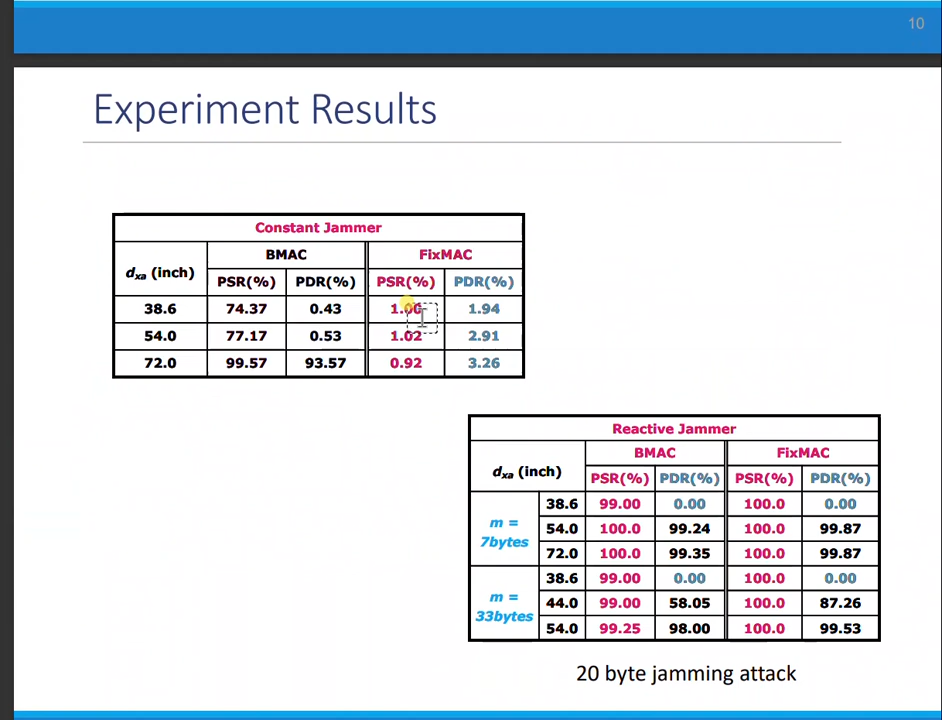 10
Experiment Results
Constant Jammer
dxa (inch) BMAC FixMAC
PSR(%) PDR(%) PSR(%) PDR(%)
38.6 74.37 0.43 1.00 1.94
54.0 77.17 0.53 1.02 2.91
72.0 99.57 93.57 0.92 3.26
Reactive Jammer
dxa (inch) BMAC FixMAC
PSR(%) PDR(%) PSR(%) PDR(%)
m = 7bytes 38.6 99.00 0.00 100.0 0.00
54.0 100.0 99.24 100.0 99.87
72.0 100.0 99.35 100.0 99.87
m = 33bytes 38.6 99.00 0.00 100.0 0.00
44.0 99.00 58.05 100.0 87.26
54.0 99.25 98.00 100.0 99.53
20 byte jamming attack